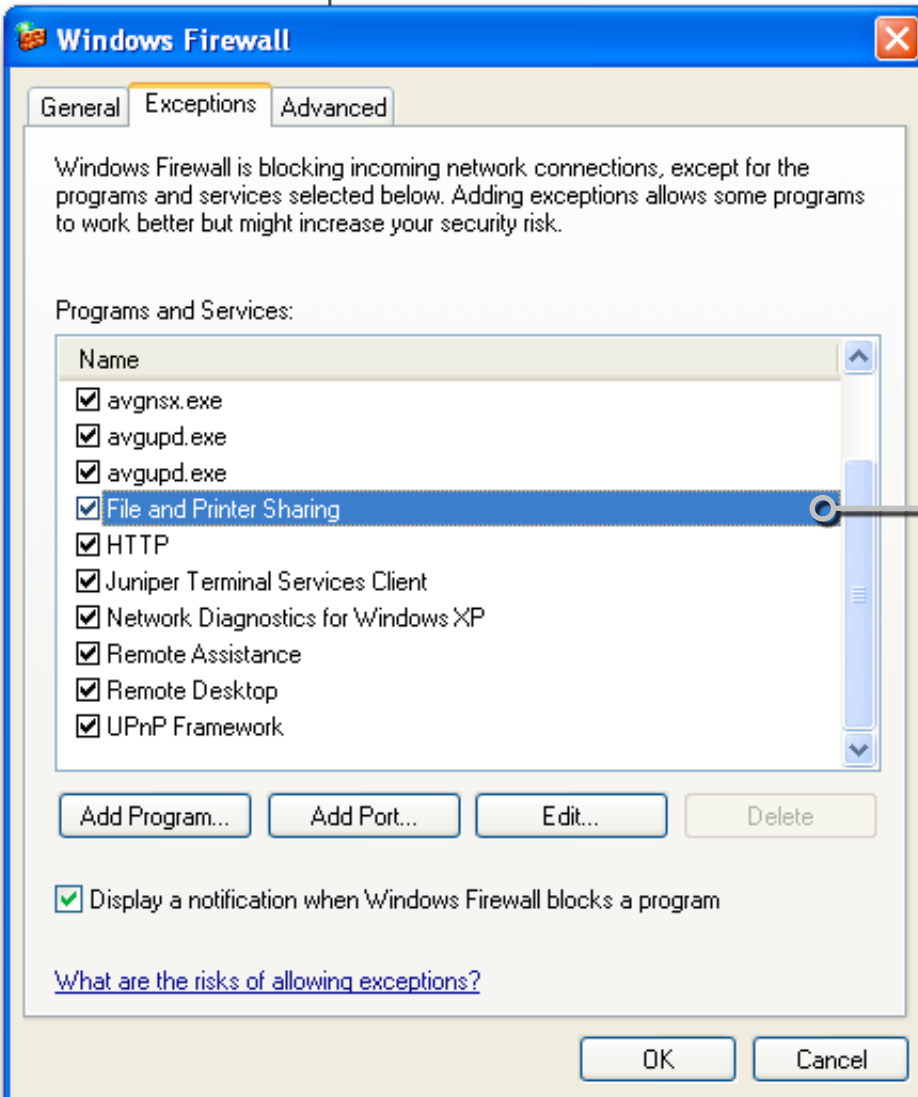 Windows Firewall
General Exceptions Advanced
Windows Firewall is blocking incoming network connections, except for the
programs and services selected below. Adding exceptions allows some programs
to work better but might increase your security risk.
Programs and Services:
Name
avgnsx.exe
avgupd.exe
avgupd.exe
File and Printer Sharing
HTTP
Juniper Terminal Services Client
Network Diagnostics for Windows XP
Remote Assistance
Remote Desktop
UPnP Framework
Add Program... Add Port... Edit... Delete
Display a notification when Windows Firewall blocks a program
What are the risks of allowing exceptions?
OK Cancel